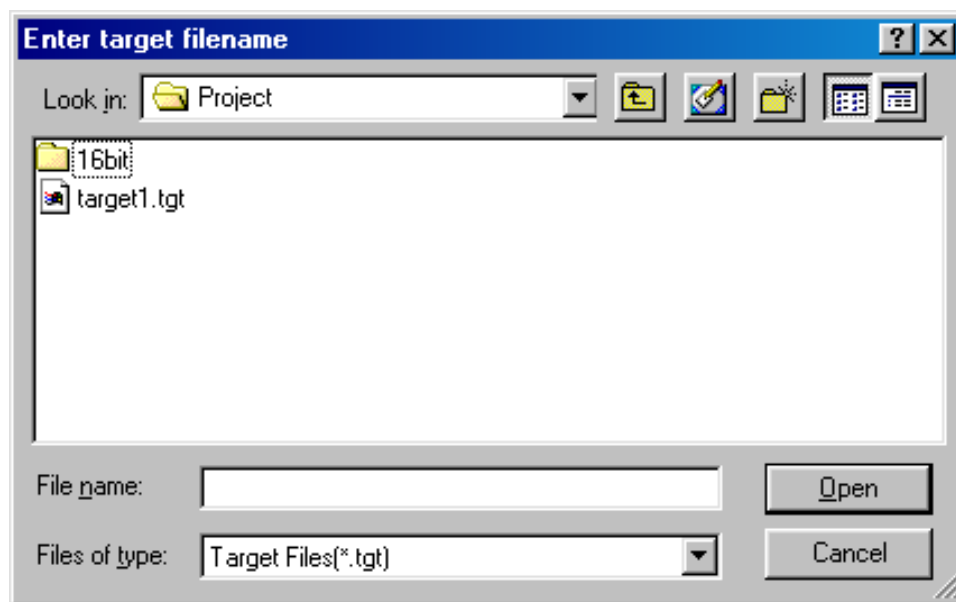 Enter target filename
Look in: Project
16bit
target1.tgt
File name:
Open
Files of type: Target Files(*.tgt)
Cancel